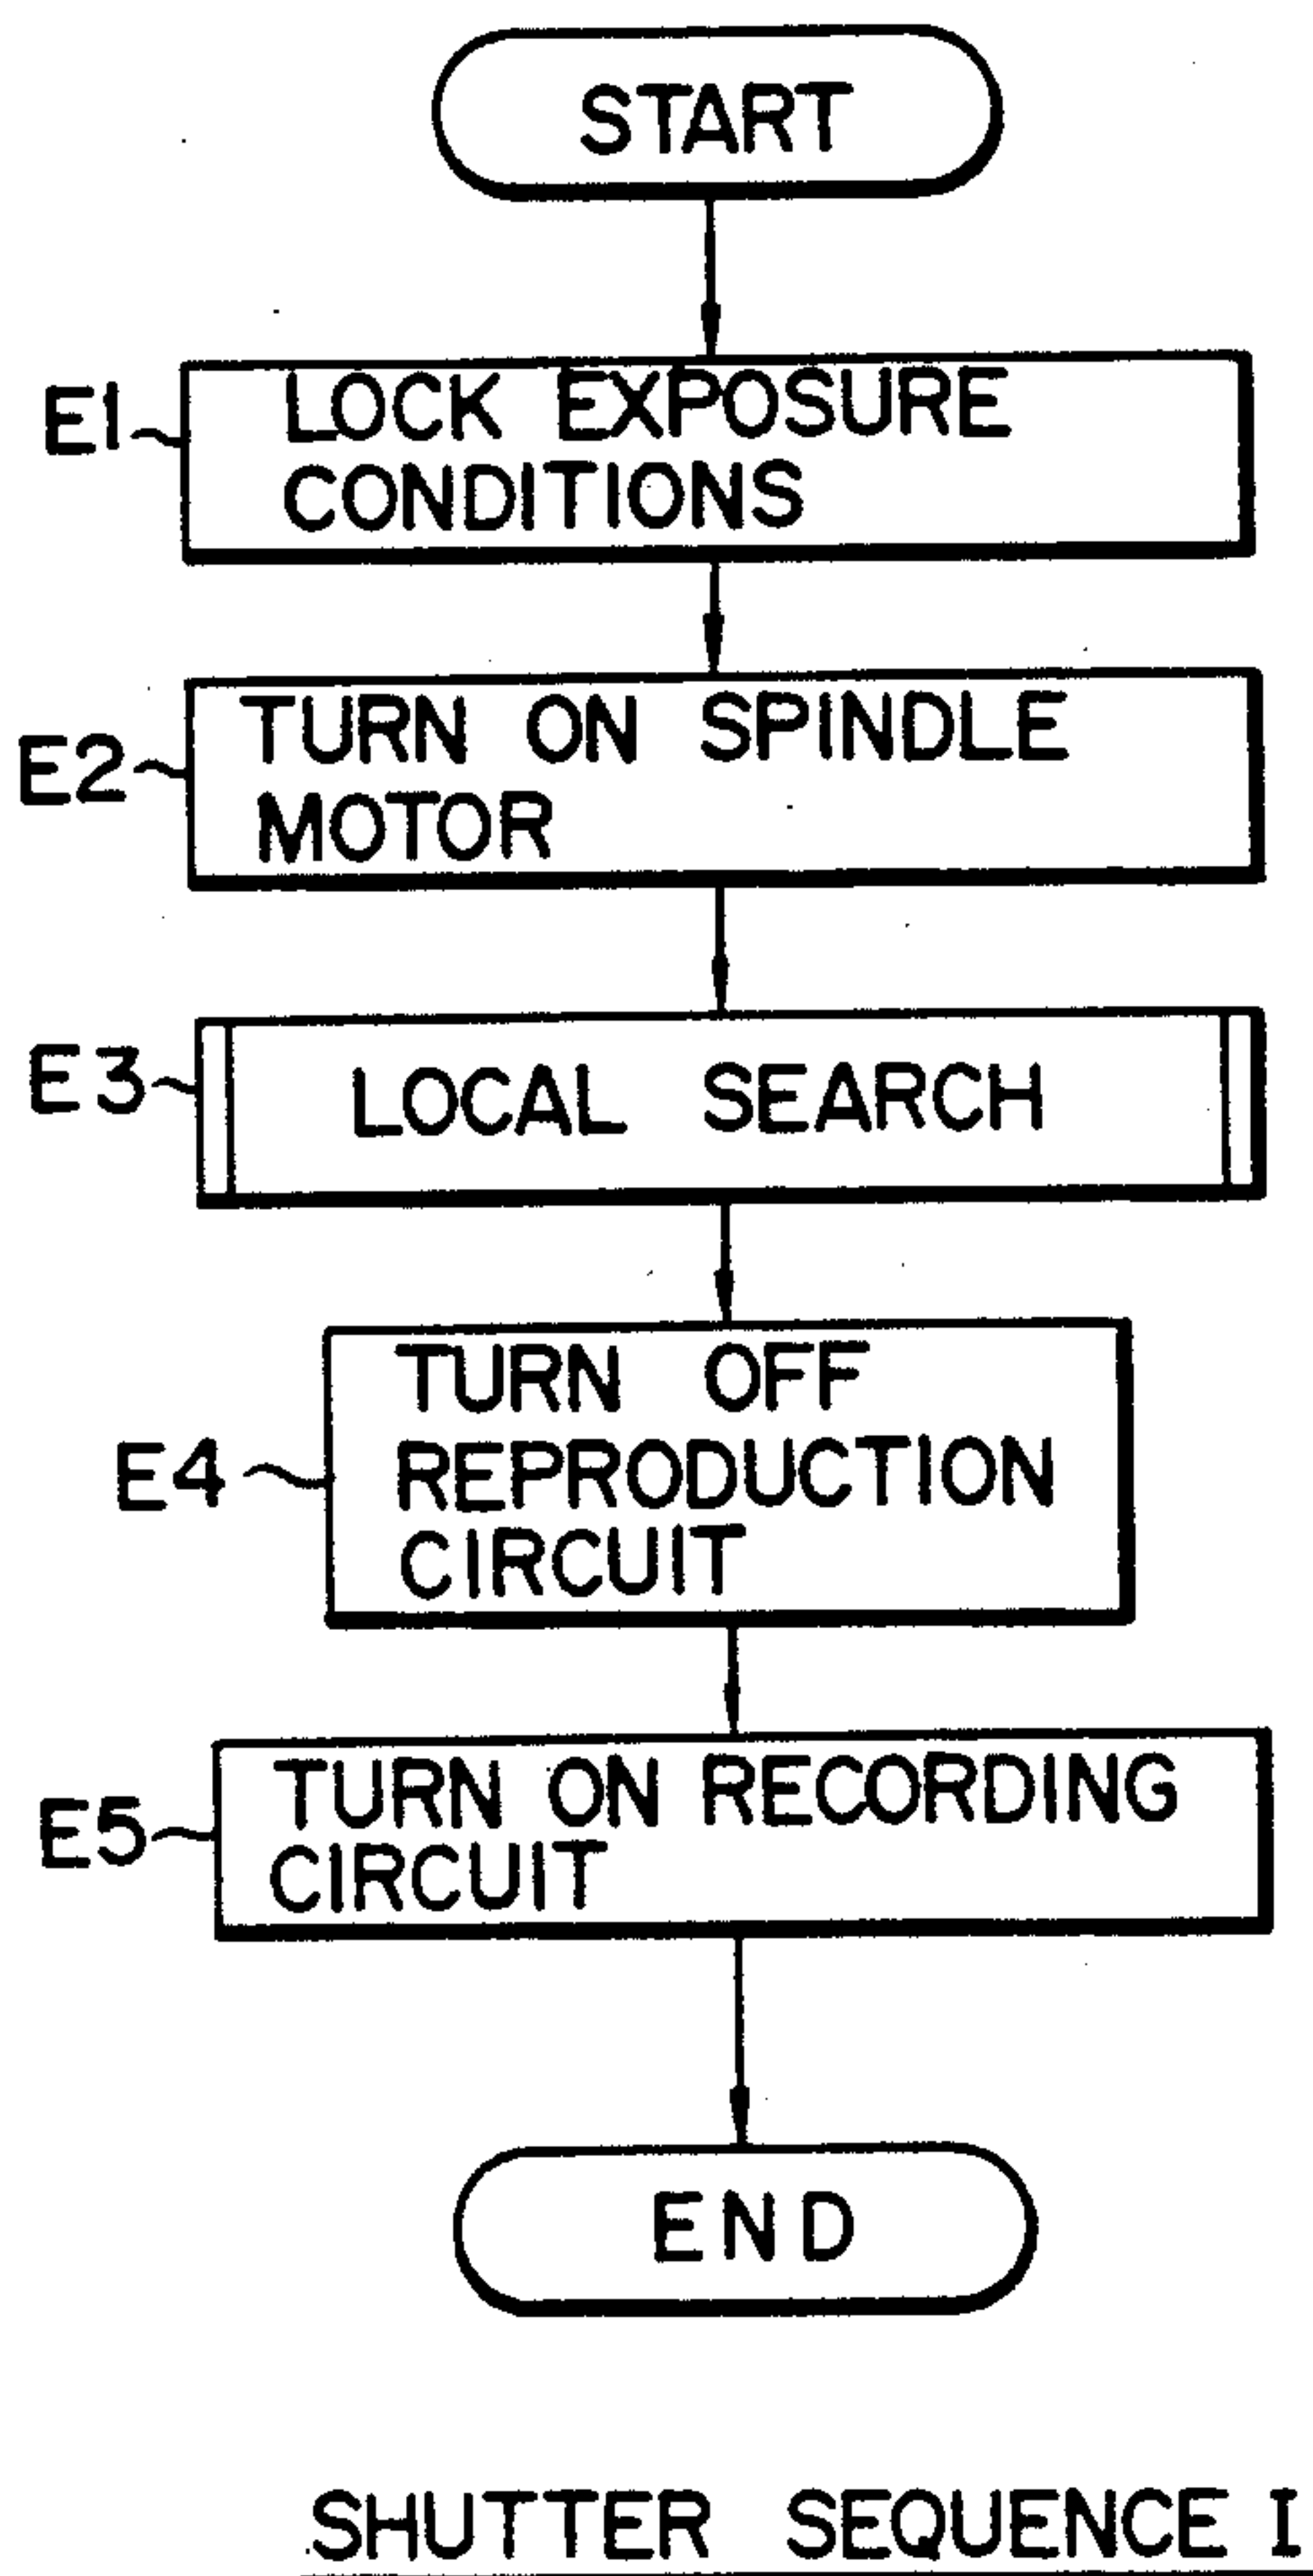 START
E1
LOCK EXPOSURE
CONDITIONS
E2
TURN ON SPINDLE
MOTOR
E3
LOCAL SEARCH
E4
TURN OFF
REPRODUCTION
CIRCUIT
E5
TURN ON RECORDING
CIRCUIT
END
SHUTTER SEQUENCE I